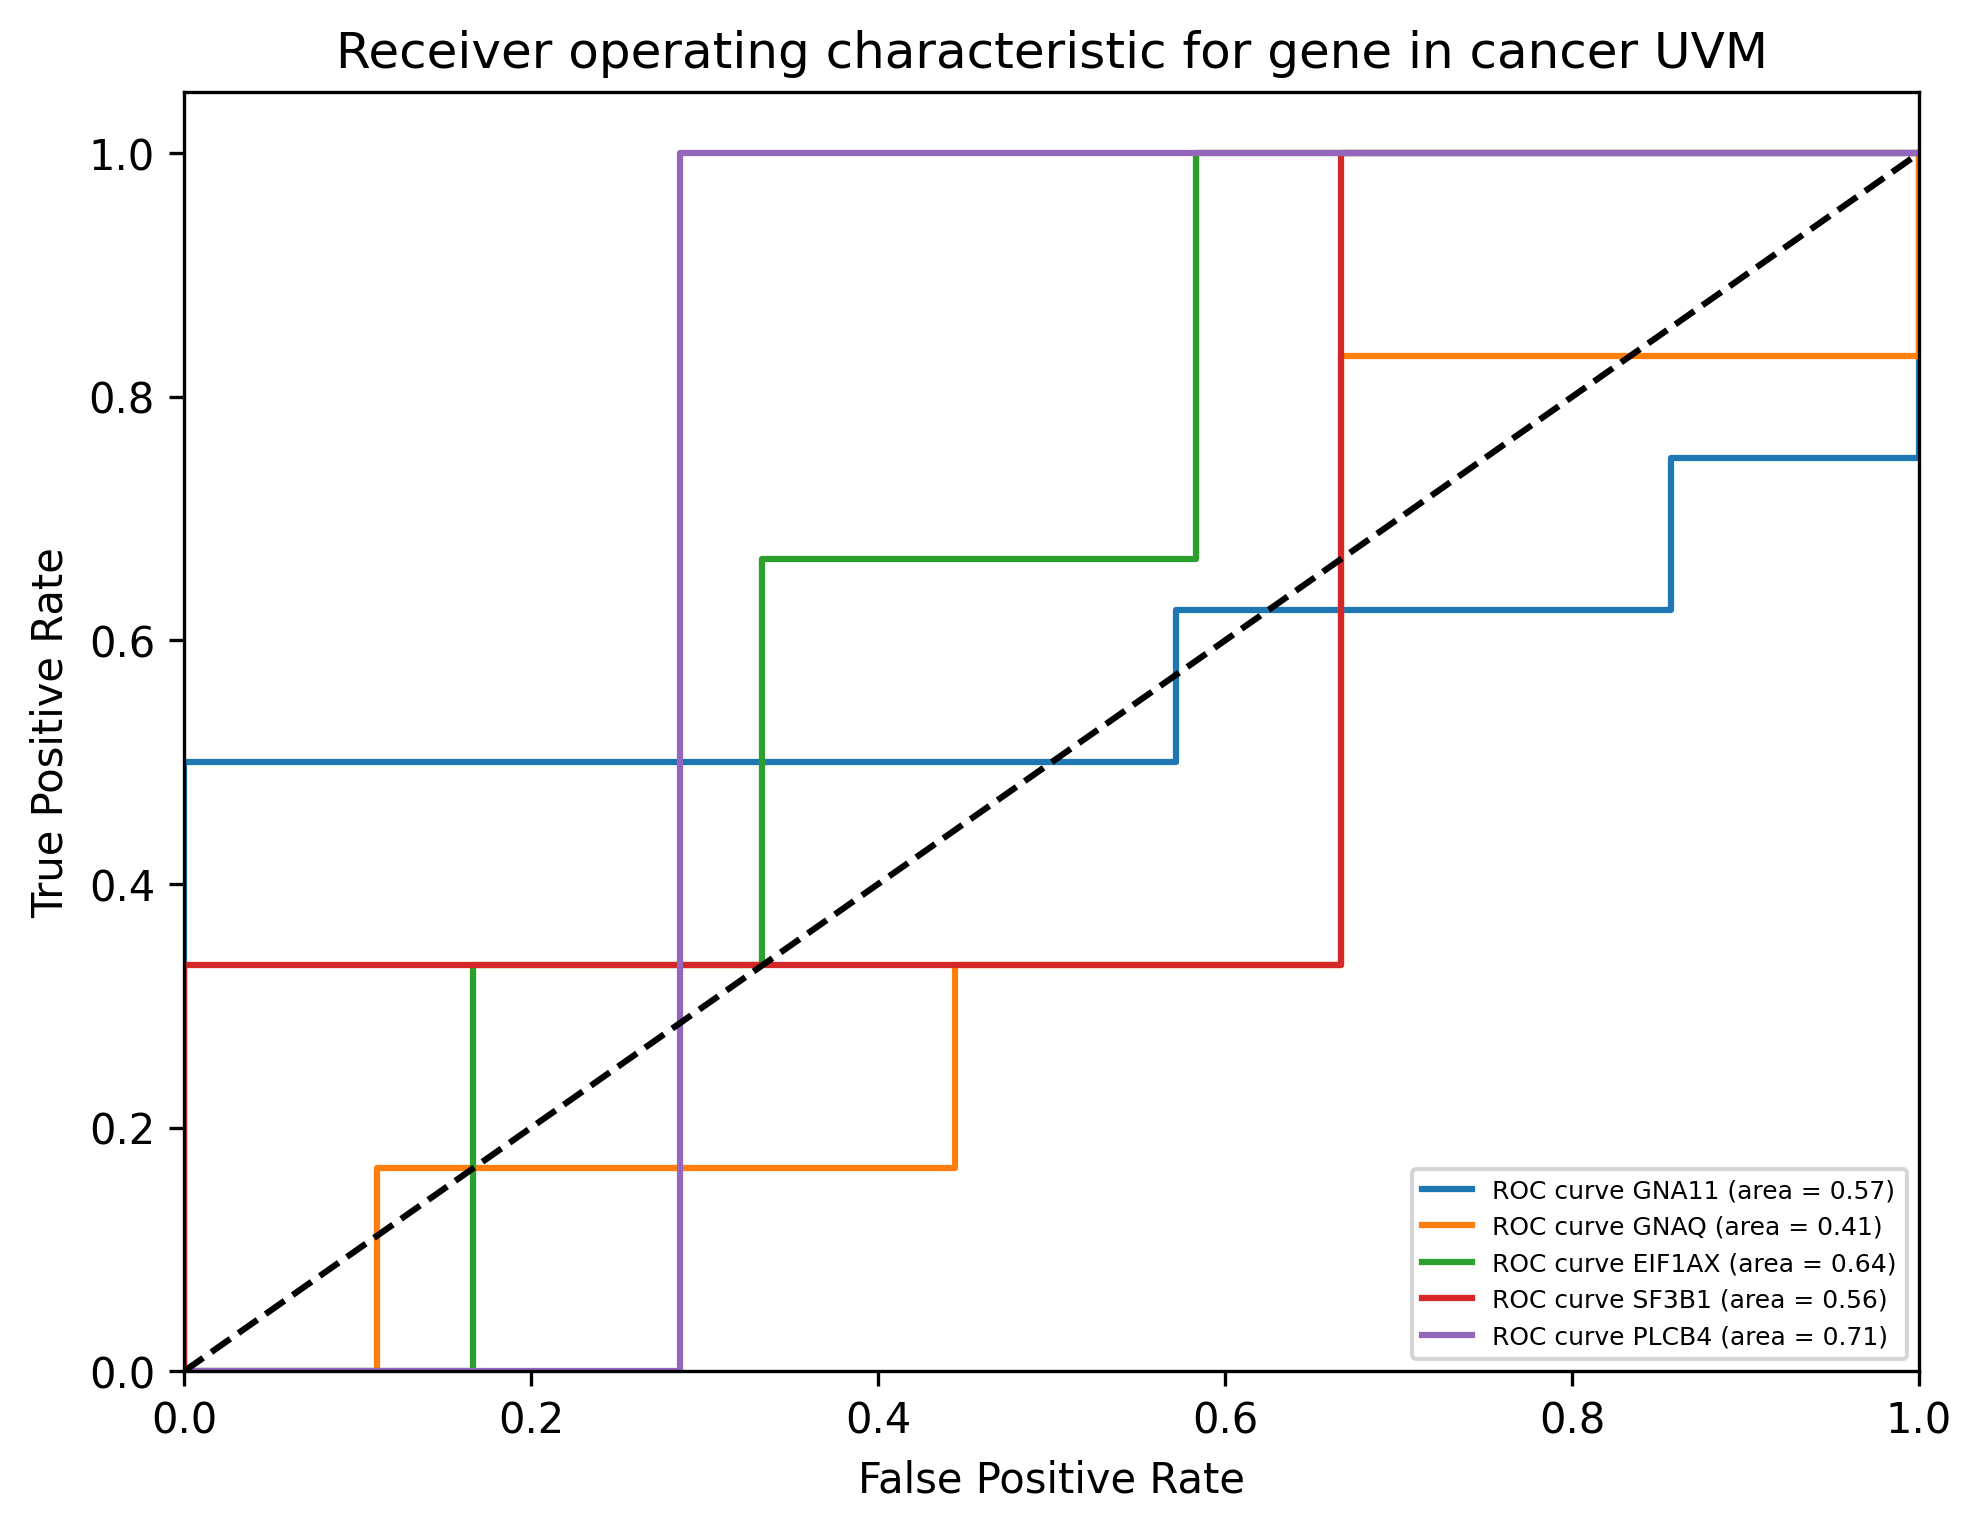 Receiver operating characteristic for gene in cancer UVM
True Positive Rate
1.0
0.8
0.6
0.4
0.2
0.0
0.0 0.2 0.4 0.6 0.8 1.0
False Positive Rate
ROC curve GNA11 (area = 0.57)
ROC curve GNAQ (area = 0.41)
ROC curve EIF1AX (area = 0.64)
ROC curve SF3B1 (area = 0.56)
ROC curve PLCB4 (area = 0.71)